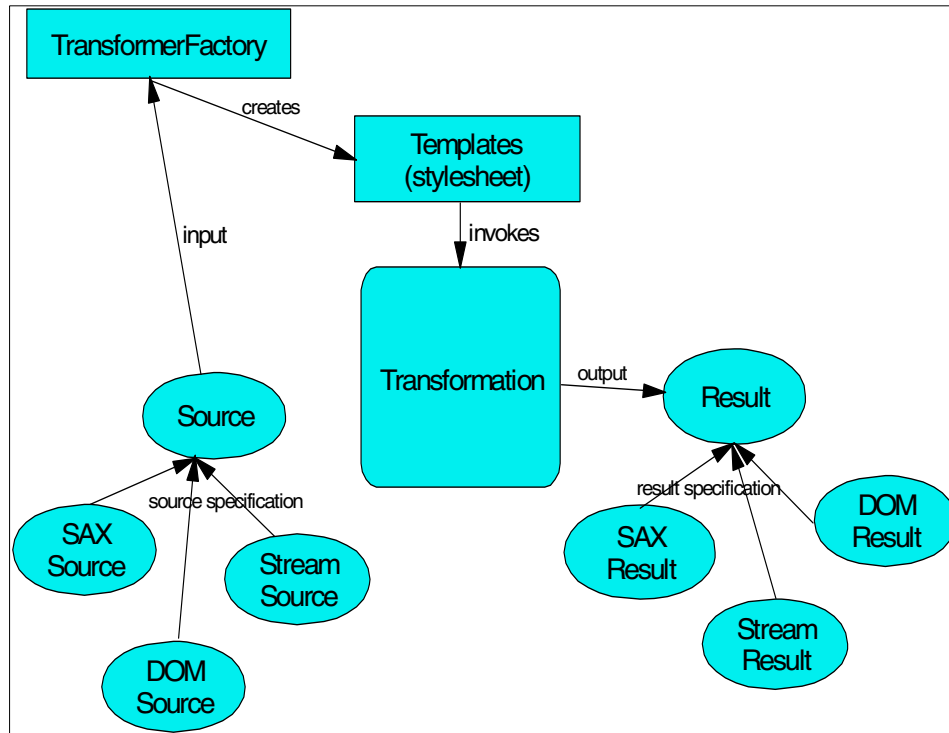 TransformerFactory
creates
Templates
(stylesheet)
input
invokes
Transformation
output
Source
Result
source specification
result specification
SAX
Source
Stream
Source
DOM
Source
SAX
Result
DOM
Result
Stream
Result